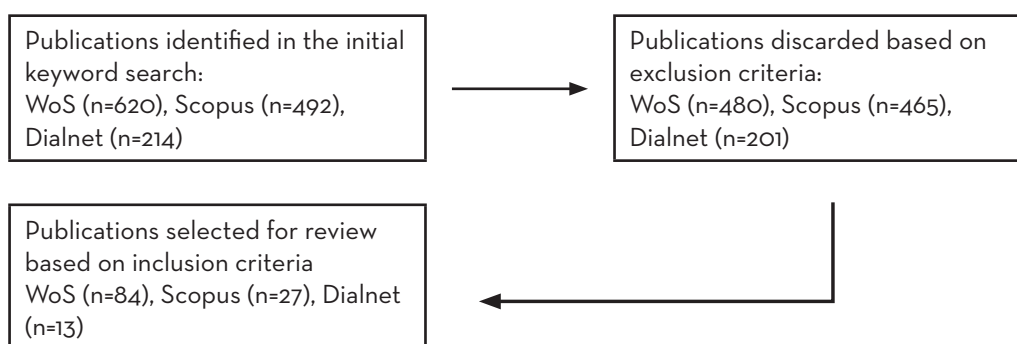 Publications identified in the initial
keyword search:
WoS (n=620), Scopus (n=492),
Dialnet (n=214)
Publications discarded based on
exclusion criteria:
WoS (n=480), Scopus (n=465),
Dialnet (n=201)
Publications selected for review
based on inclusion criteria
WoS (n=84), Scopus (n=27), Dialnet
(n=13)